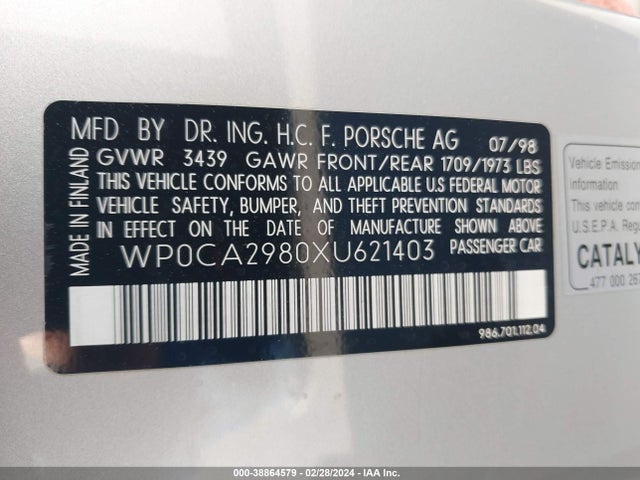 MFD BY DR. ING. H.C. F. PORSCHE AG 07/98
GVWR 3439 GAWR FRONT/REAR 1709/1973 LBS
THIS VEHICLE CONFORMS TO ALL APPLICABLE U.S FEDERAL MOTOR
VEHICLE SAFETY, BUMPER, AND THEFT PREVENTION STANDARDS
IN EFFECT ON THE DATE OF MANUFACTURE SHOWN ABOVE
WP0CA2980XU621403 PASSENGER CAR
986.701.112.04
MADE IN FINLAND
Vehicle Emission
information
This vehicle con
U.S.E.P.A. Regu
CATALY
477 000 267
000-38864579 | 02/28/2024 | IAA Inc.